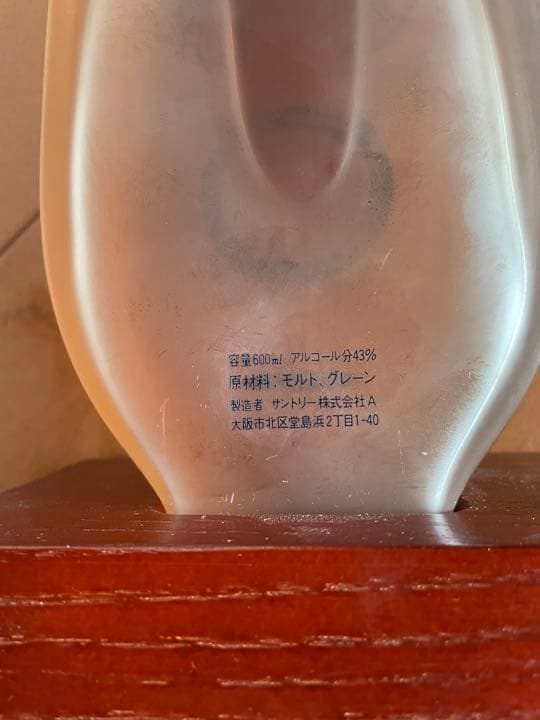 容量600ml アルコール分43%
原材料：モルト、グレーン
製造者 サントリー株式会社A
大阪市北区堂島浜2丁目1-40